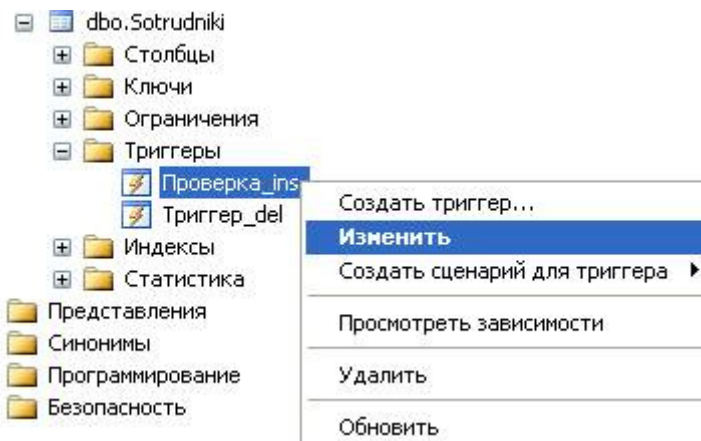 dbo.Sotrudniki
Столбцы
Ключи
Ограничения
Триггеры
Проверка_ins
Триггер_del
Индексы
Статистика
Представления
Синонимы
Программирование
Безопасность
Создать триггер...
Изменить
Создать сценарий для триггера
Просмотреть зависимости
Удалить
Обновить